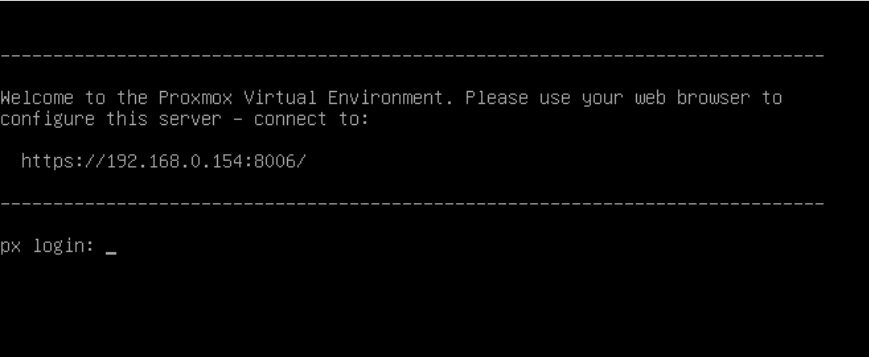 ------------------------------------------------------------------------------
Welcome to the Proxmox Virtual Environment. Please use your web browser to
configure this server - connect to:
https://192.168.0.154:8006/
------------------------------------------------------------------------------
px login: _